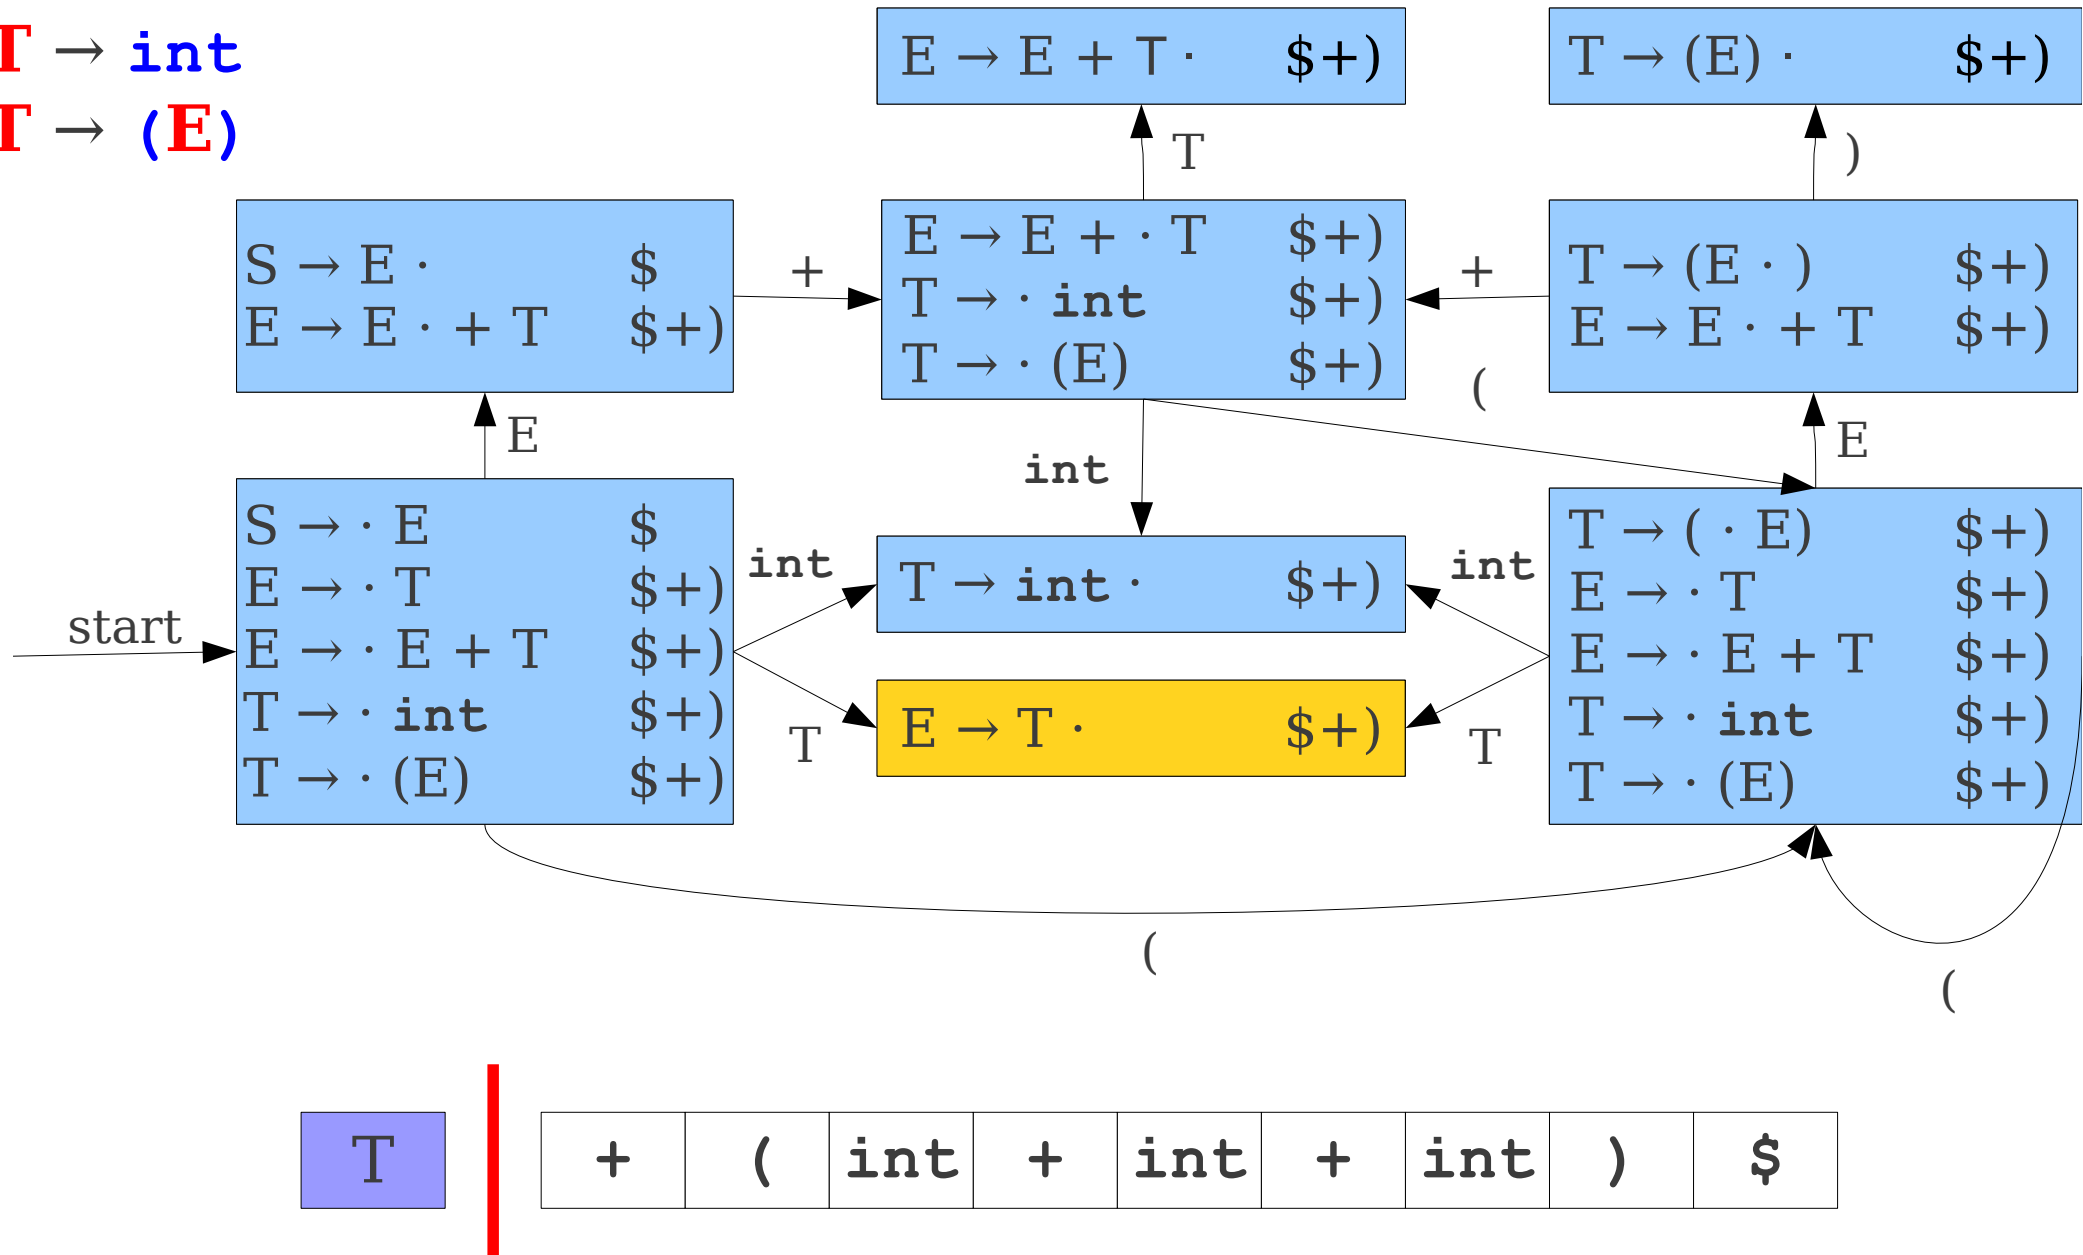 T → int
T → (E)
E → E + T · $+)
T → (E) · $+)
T
)
S → E · $
E → E · + T $+)
+
E → E + · T $+)
T → · int $+)
T → · (E) $+)
+
T → (E · ) $+)
E → E · + T $+)
(
E
int
E
start
S → · E $
E → · T $+)
E → · E + T $+)
T → · int $+)
T → · (E) $+)
int
T
T → int · $+)
E → T · $+)
int
T
T → ( · E) $+)
E → · T $+)
E → · E + T $+)
T → · int $+)
T → · (E) $+)
(
(
T + ( int + int + int ) $